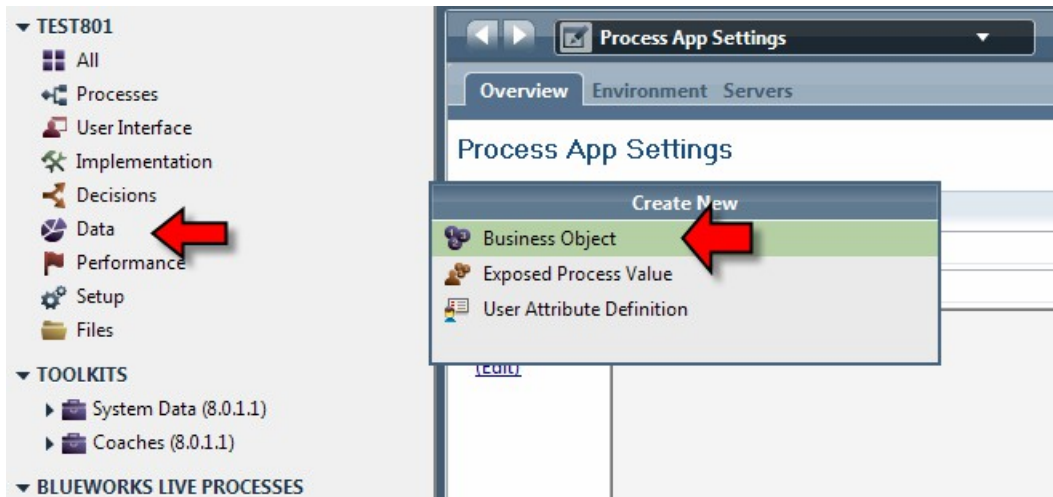 TEST801
All
Processes
User Interface
Implementation
Decisions
Data
Performance
Setup
Files
TOOLKITS
System Data (8.0.1.1)
Coaches (8.0.1.1)
BLUEWORKS LIVE PROCESSES
Process App Settings
Overview Environment Servers
Process App Settings
Create New
Business Object
Exposed Process Value
User Attribute Definition
(Edit)